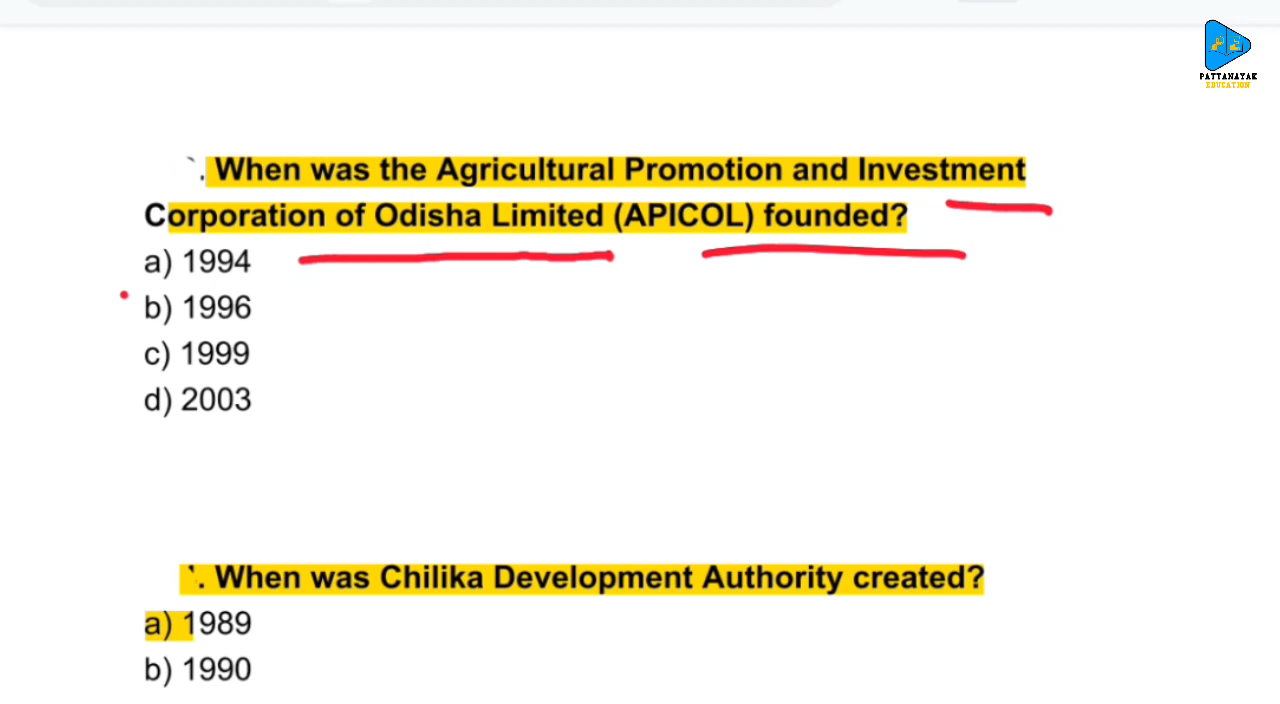 PATTANAYAK
EDUCATION
. When was the Agricultural Promotion and Investment
Corporation of Odisha Limited (APICOL) founded?
a) 1994
b) 1996
c) 1999
d) 2003
. When was Chilika Development Authority created?
a) 1989
b) 1990